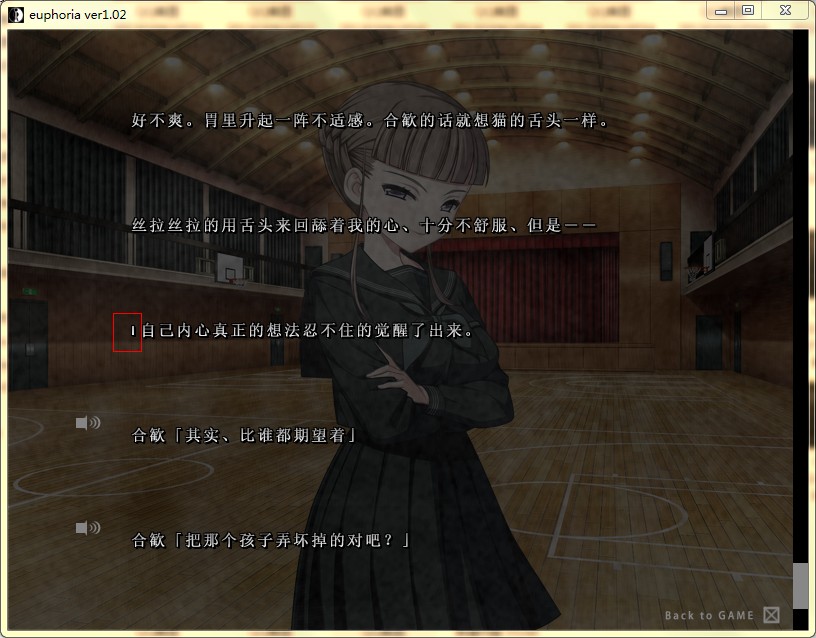 euphoria ver1.02
好不爽。胃里升起一阵不适感。合歓的话就想猫的舌头一样。
丝拉丝拉的用舌头来回舔着我的心、十分不舒服、但是——
I自己内心真正的想法忍不住的觉醒了出来。
合歓「其实、比谁都期望着」
合歓「把那个孩子弄坏掉的对吧？」
Back to GAME